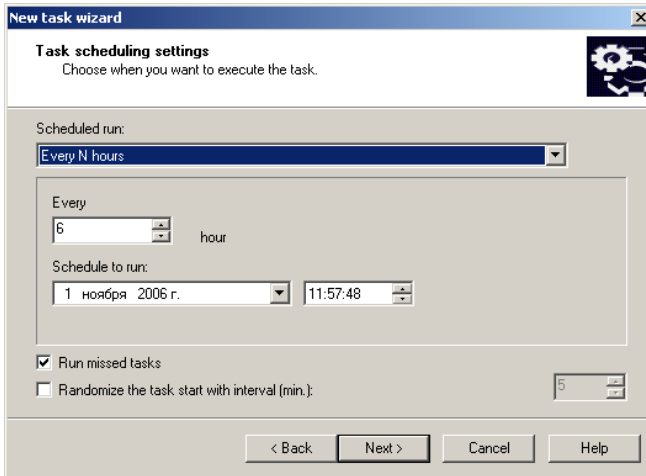 New task wizard
Task scheduling settings
Choose when you want to execute the task.
Scheduled run:
Every N hours
Every
6
hour
Schedule to run:
1 ноября 2006 г.
11:57:48
Run missed tasks
Randomize the task start with interval (min.):
5
< Back
Next >
Cancel
Help